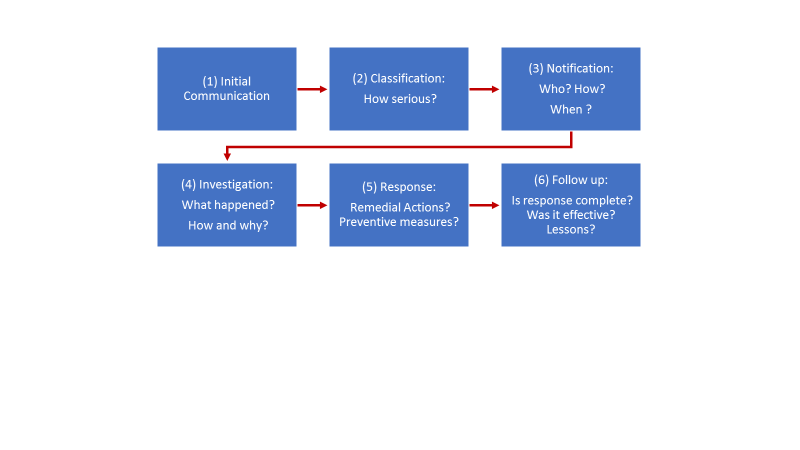 (1) Initial
Communication
(2) Classification:
How serious?
(3) Notification:
Who? How?
When ?
(4) Investigation:
What happened?
How and why?
(5) Response:
Remedial Actions?
Preventive measures?
(6) Follow up:
Is response complete?
Was it effective?
Lessons?